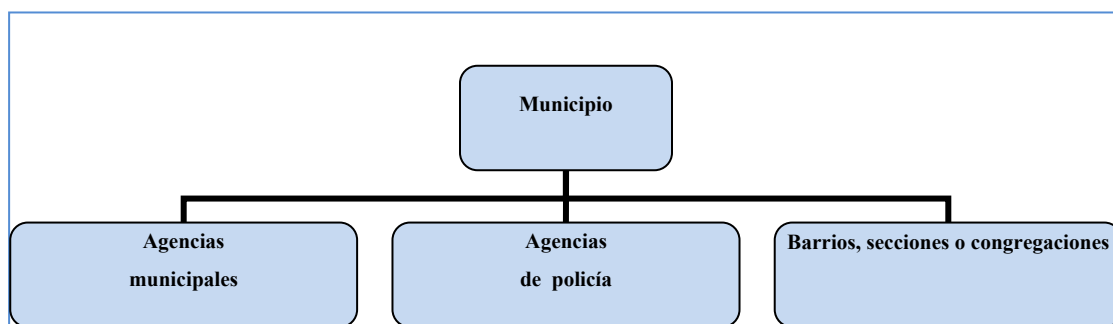 Municipio
Agencias
municipales
Agencias
de policía
Barrios, secciones o congregaciones